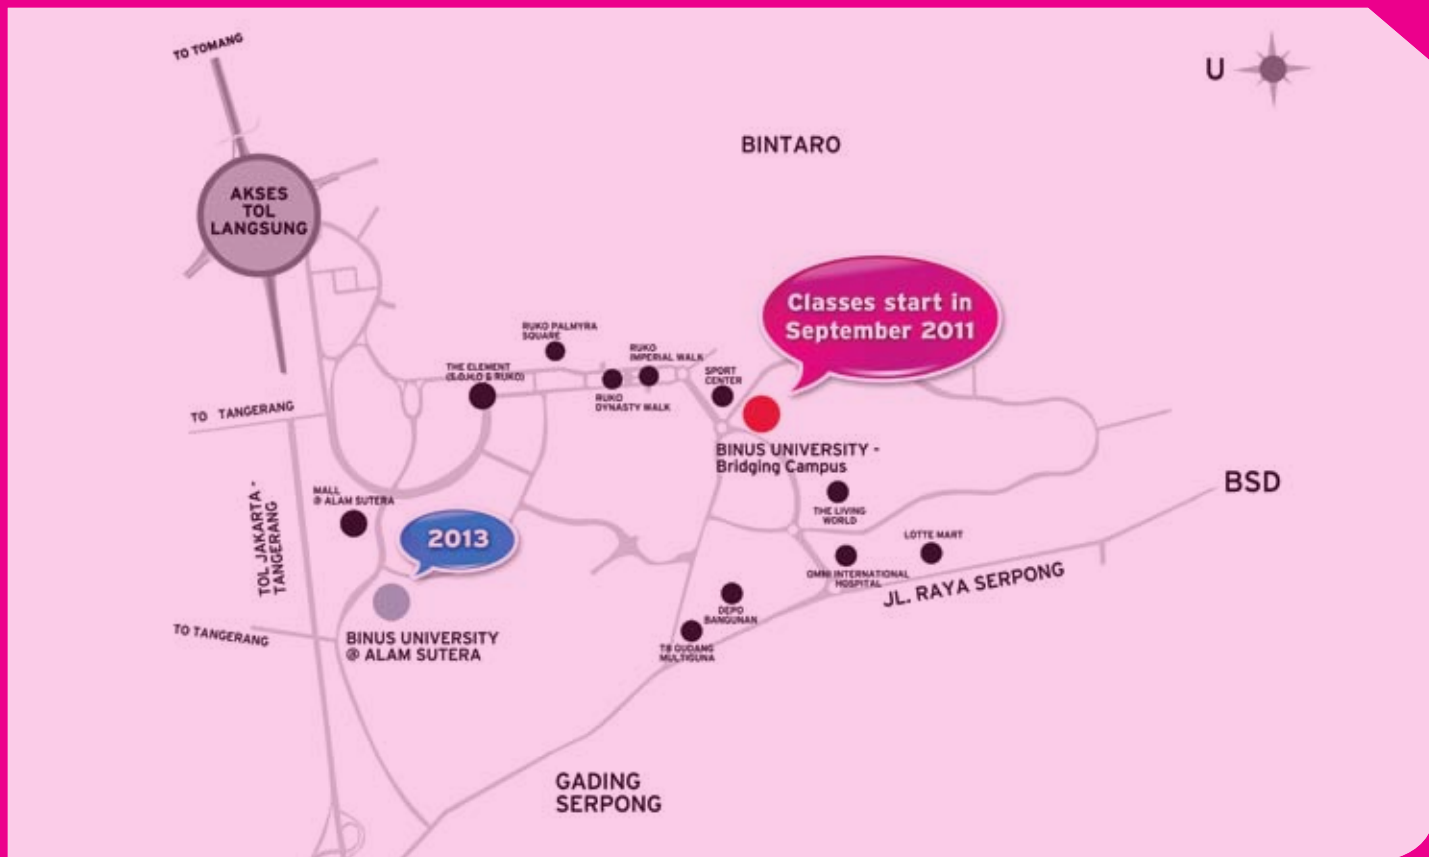 TO TOMANG
U
BINTARO
AKSES
TOL
LANGSUNG
Classes start in
September 2011
RUKO PALMYRA
SQUARE
RUKO
IMPERIAL WALK
THE ELEMENT
(S.O.H.O & RUKO)
SPORT
CENTER
RUKO
DYNASTY WALK
TO TANGERANG
BINUS UNIVERSITY -
Bridging Campus
BSD
MALL
@ ALAM SUTERA
TOL JAKARTA -
TANGERANG
THE LIVING
WORLD
2013
LOTTE MART
OMNI INTERNATIONAL
HOSPITAL
JL. RAYA SERPONG
DEPO
BANGUNAN
TO TANGERANG
BINUS UNIVERSITY
@ ALAM SUTERA
TB GUDANG
MULTIGUNA
GADING
SERPONG